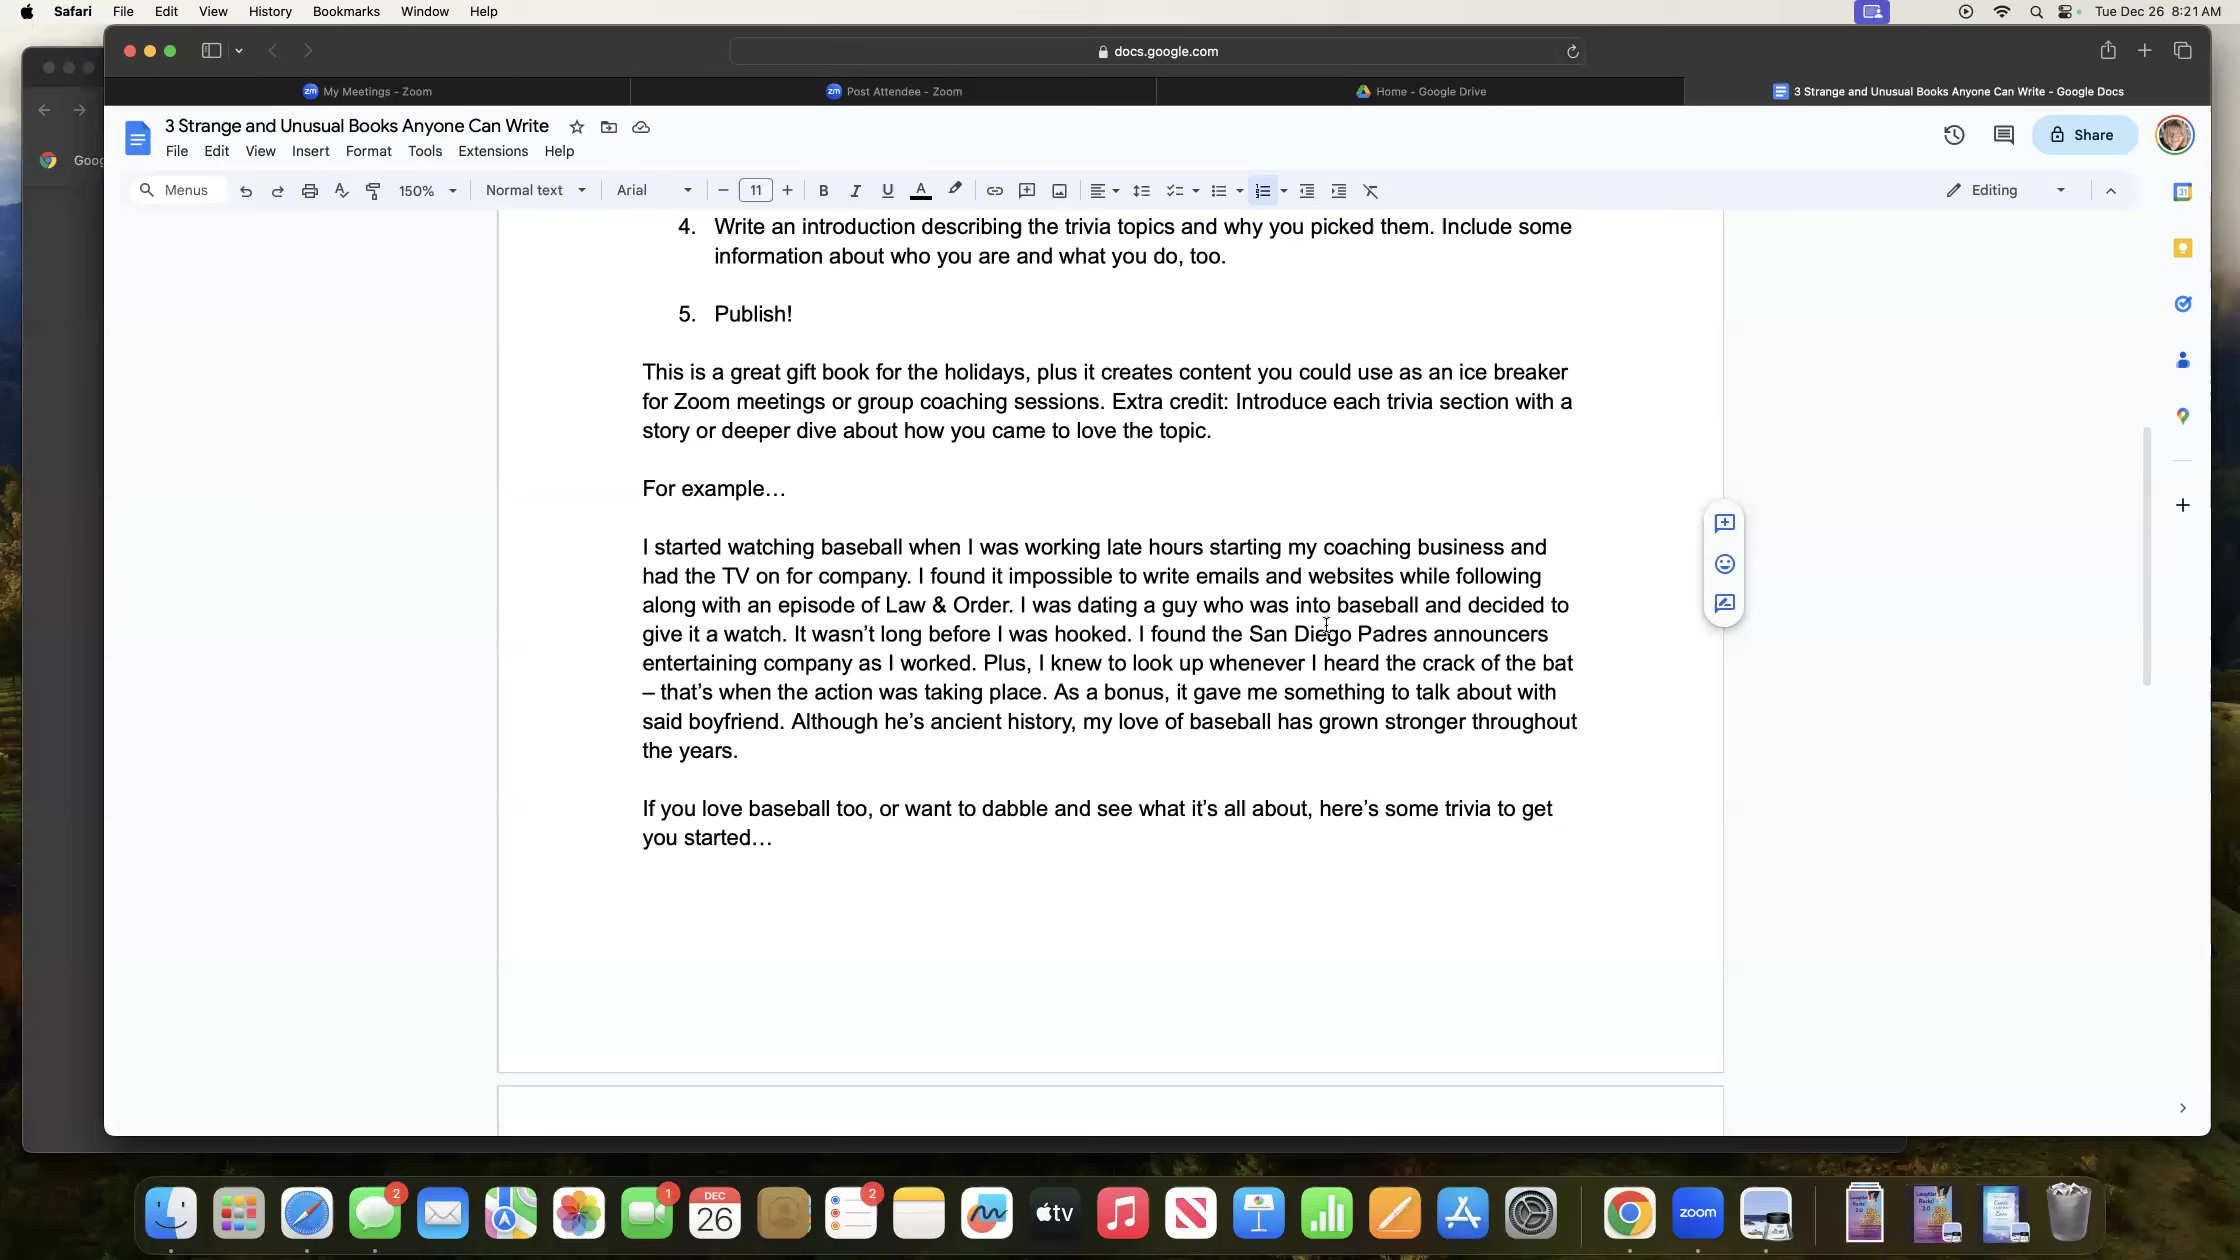 Safari File Edit View History Bookmarks Window Help
Tue Dec 26 8:21 AM
docs.google.com
My Meetings - Zoom
Post Attendee - Zoom
Home - Google Drive
3 Strange and Unusual Books Anyone Can Write - Google Docs
Goog
3 Strange and Unusual Books Anyone Can Write
Share
File Edit View Insert Format Tools Extensions Help
Menus 150% Normal text Arial 11 B I U A Editing
4. Write an introduction describing the trivia topics and why you picked them. Include some
information about who you are and what you do, too.
5. Publish!
This is a great gift book for the holidays, plus it creates content you could use as an ice breaker
for Zoom meetings or group coaching sessions. Extra credit: Introduce each trivia section with a
story or deeper dive about how you came to love the topic.
For example…
I started watching baseball when I was working late hours starting my coaching business and
had the TV on for company. I found it impossible to write emails and websites while following
along with an episode of Law & Order. I was dating a guy who was into baseball and decided to
give it a watch. It wasn’t long before I was hooked. I found the San Diego Padres announcers
entertaining company as I worked. Plus, I knew to look up whenever I heard the crack of the bat
– that’s when the action was taking place. As a bonus, it gave me something to talk about with
said boyfriend. Although he’s ancient history, my love of baseball has grown stronger throughout
the years.
If you love baseball too, or want to dabble and see what it’s all about, here’s some trivia to get
you started…
2
1
DEC
26
2
tv
zoom